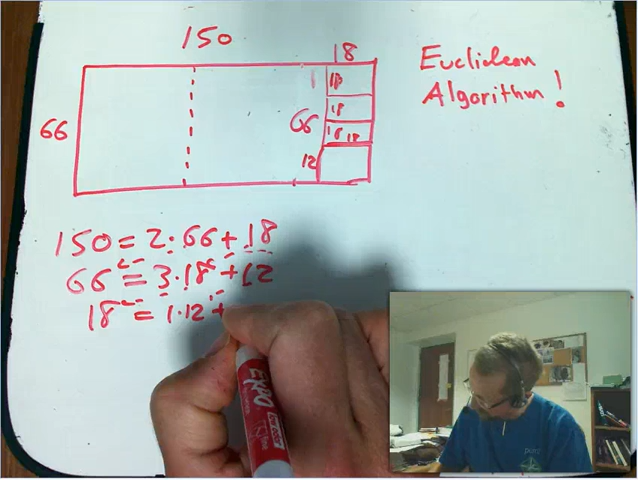 150
18
Euclidean
Algorithm!
18
18
66
66
18 18
12
150 = 2·66 + 18
66 = 3·18 + 12
18 = 1·12 +
EXPO